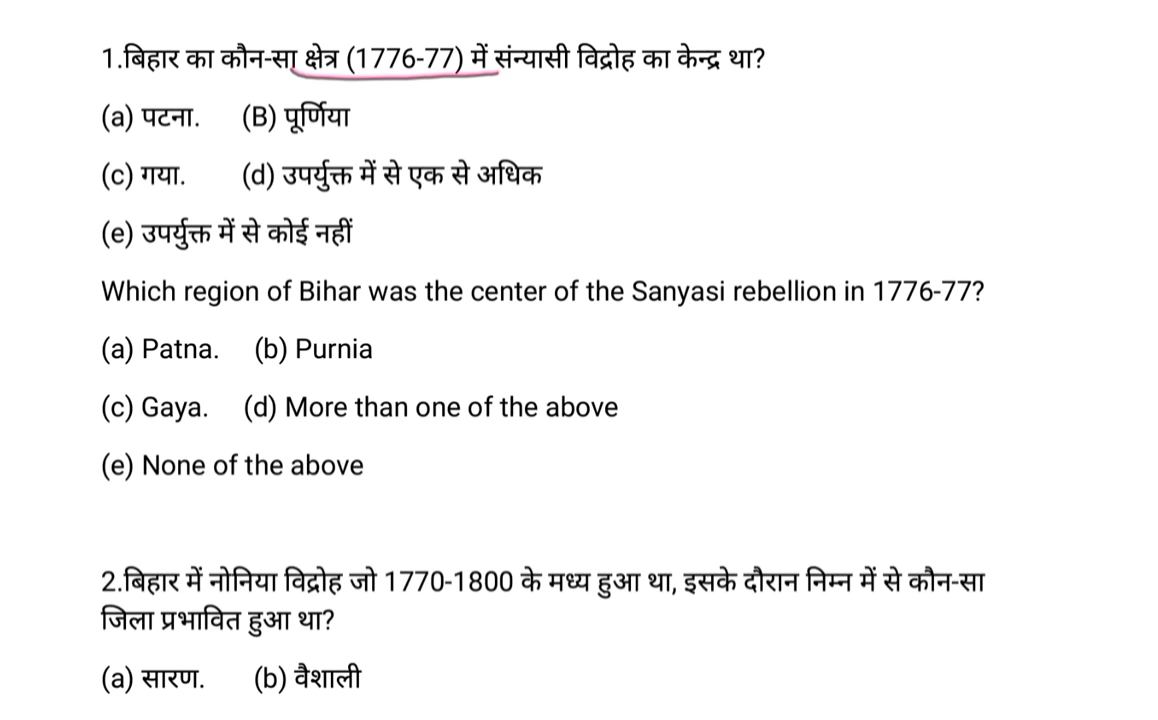 1.बिहार का कौन-सा क्षेत्र (1776-77) में संन्यासी विद्रोह का केन्द्र था?
(a) पटना. (B) पूर्णिया
(c) गया. (d) उपर्युक्त में से एक से अधिक
(e) उपर्युक्त में से कोई नहीं
Which region of Bihar was the center of the Sanyasi rebellion in 1776-77?
(a) Patna. (b) Purnia
(c) Gaya. (d) More than one of the above
(e) None of the above
2.बिहार में नोनिया विद्रोह जो 1770-1800 के मध्य हुआ था, इसके दौरान निम्न में से कौन-सा
जिला प्रभावित हुआ था?
(a) सारण. (b) वैशाली